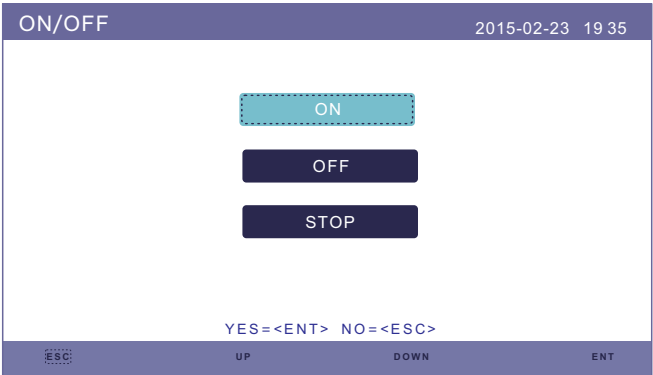 ON/OFF 2015-02-23 19 35
ON
OFF
STOP
YES=<ENT> NO=<ESC>
ESC UP DOWN ENT